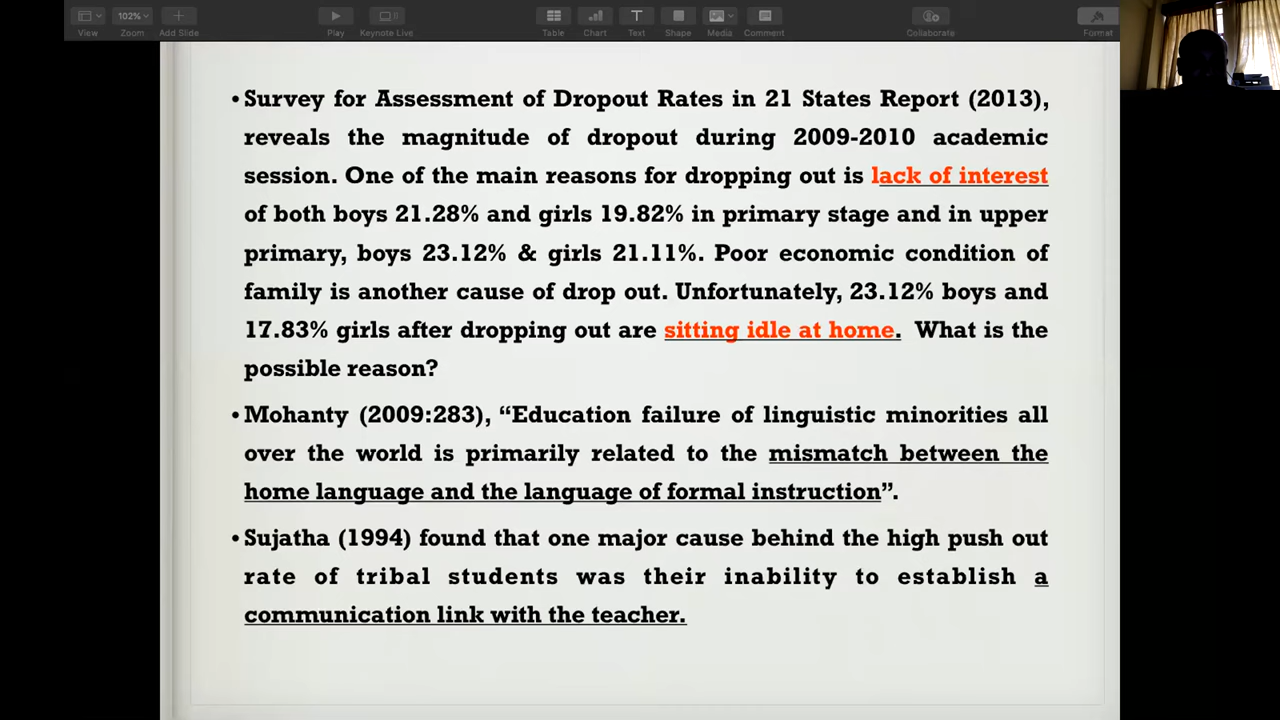 View
102%
Zoom
Add Slide
Play
Keynote Live
Table
Chart
Text
Shape
Media
Comment
Collaborate
Format
•Survey for Assessment of Dropout Rates in 21 States Report (2013),
reveals the magnitude of dropout during 2009-2010 academic
session. One of the main reasons for dropping out is lack of interest
of both boys 21.28% and girls 19.82% in primary stage and in upper
primary, boys 23.12% & girls 21.11%. Poor economic condition of
family is another cause of drop out. Unfortunately, 23.12% boys and
17.83% girls after dropping out are sitting idle at home. What is the
possible reason?
•Mohanty (2009:283), “Education failure of linguistic minorities all
over the world is primarily related to the mismatch between the
home language and the language of formal instruction”.
•Sujatha (1994) found that one major cause behind the high push out
rate of tribal students was their inability to establish a
communication link with the teacher.